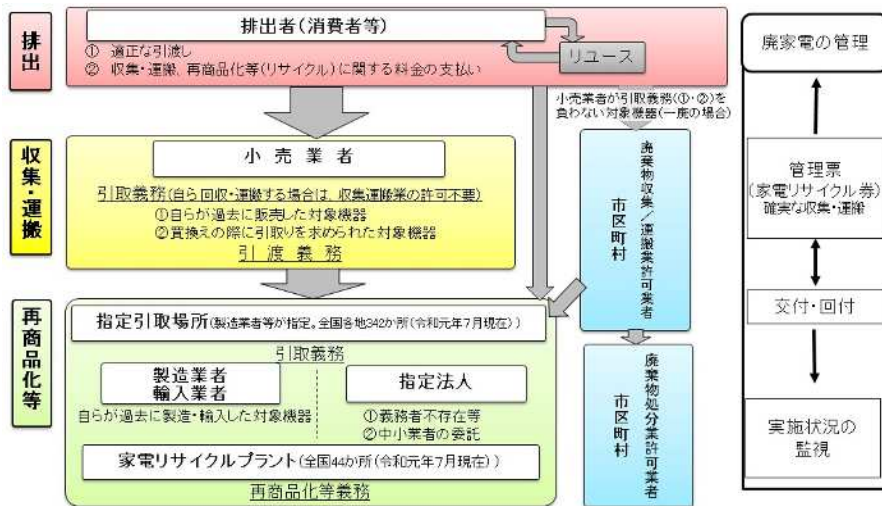 排出
排出者(消費者等)
① 適正な引渡し
② 収集・運搬、再商品化等(リサイクル)に関する料金の支払い
リユース
小売業者が引取義務(①・②)を
負わない対象機器(一廃の場合)
収集・運搬
小売業者
引取義務(自ら回収・運搬する場合は、収集運搬業の許可不要)
①自らが過去に販売した対象機器
②買換えの際に引取りを求められた対象機器
引渡義務
市区町村
廃棄物収集/運搬業許可業者
再商品化等
指定引取場所(製造業者等が指定。全国各地342か所(令和元年7月現在))
引取義務
製造業者
輸入業者
自らが過去に製造・輸入した対象機器
指定法人
①義務者不存在等
②中小業者の委託
家電リサイクルプラント(全国44か所(令和元年7月現在))
再商品化等義務
市区町村
廃棄物処分業許可業者
廃家電の管理
管理票
(家電リサイクル券)
確実な収集・運搬
交付・回付
実施状況の
監視